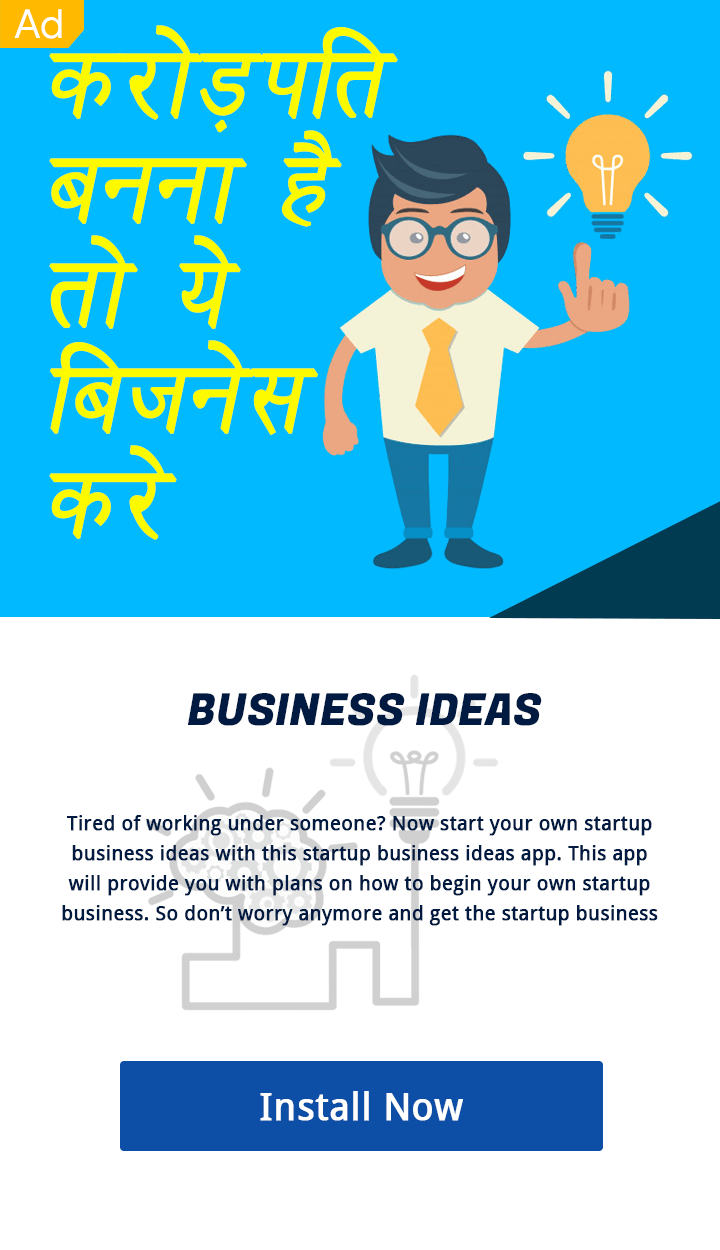 Ad
करोड़पति
बनना है
तो ये
बिजनेस
करे
BUSINESS IDEAS
Tired of working under someone? Now start your own startup
business ideas with this startup business ideas app. This app
will provide you with plans on how to begin your own startup
business. So don’t worry anymore and get the startup business
Install Now